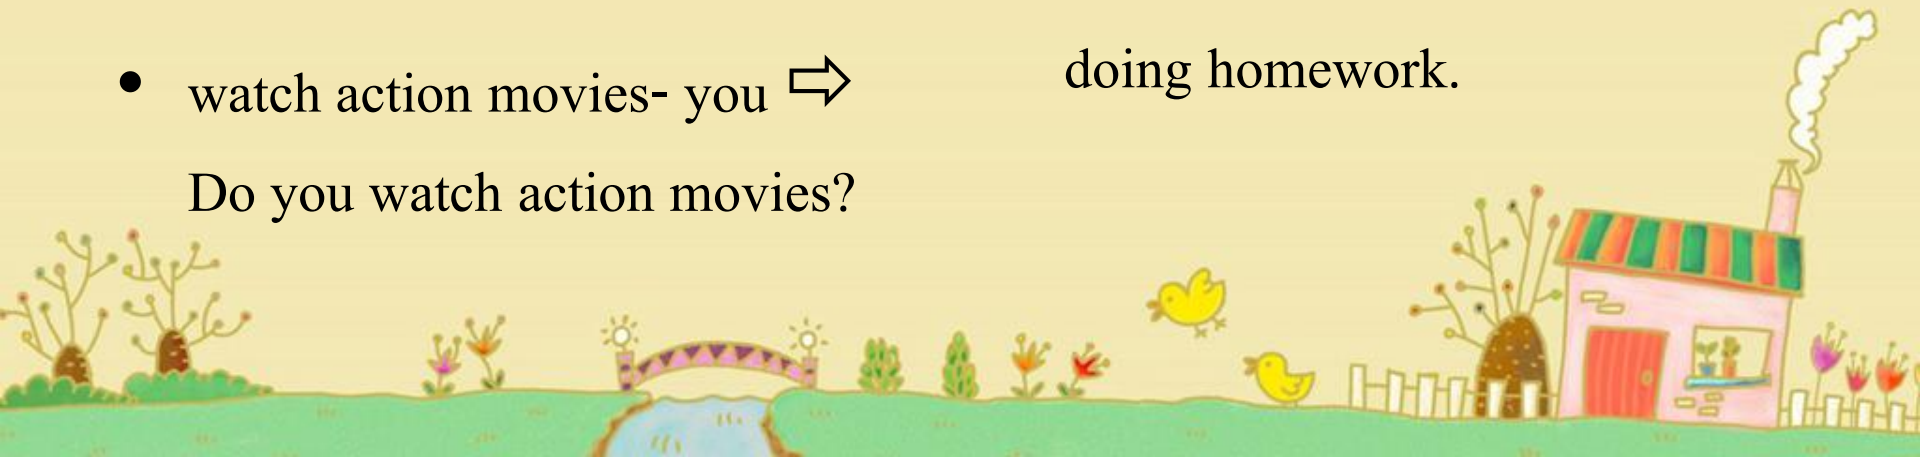 • watch action movies- you ⇨
Do you watch action movies?
doing homework.